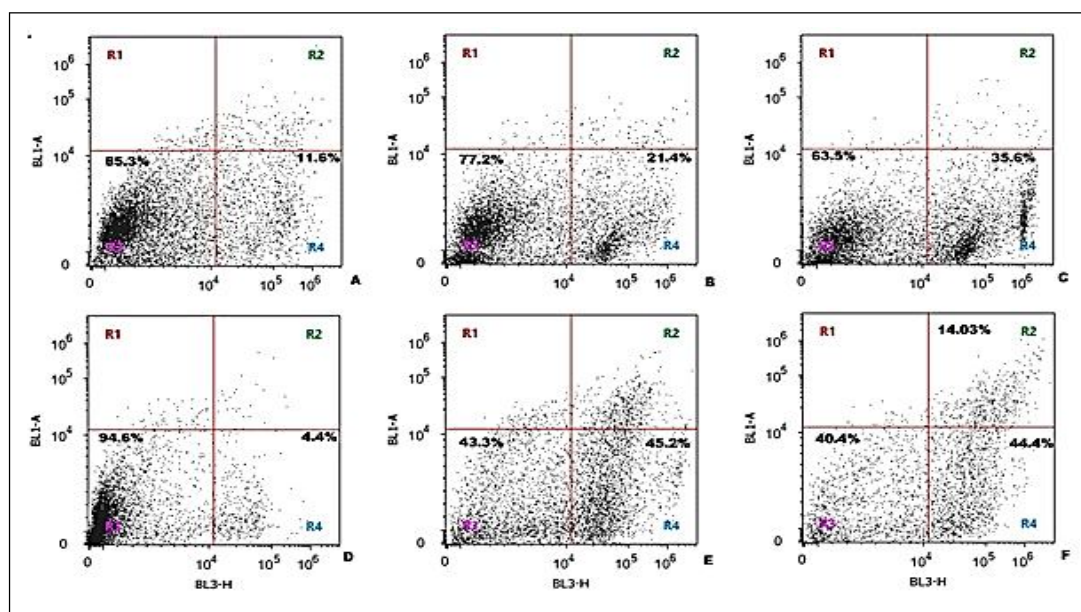 R1 R2
10⁶
10⁵
BL1-A
10⁴
85.3% 11.6%
R4
0
0 10⁴ 10⁵ 10⁶ A
R1 R2
10⁶
10⁵
BL1-A
10⁴
77.2% 21.4%
R3 R4
0
0 10⁴ 10⁵ 10⁶ B
R1 R2
10⁶
10⁵
BL1-A
10⁴
63.5% 35.6%
R4
0
0 10⁴ 10⁵ 10⁶ C
R1 R2
10⁶
10⁵
BL1-A
10⁴
94.6% 4.4%
R4
0
0 10⁴ 10⁵ 10⁶ D
BL3-H
R1 R2
10⁶
10⁵
BL1-A
10⁴
43.3% 45.2%
R3 R4
0
0 10⁴ 10⁵ 10⁶ E
R1 14.03% R2
10⁶
10⁵
BL1-A
10⁴
40.4% 44.4%
R3 R4
0
0 10⁴ 10⁵ 10⁶ F
BL3-H